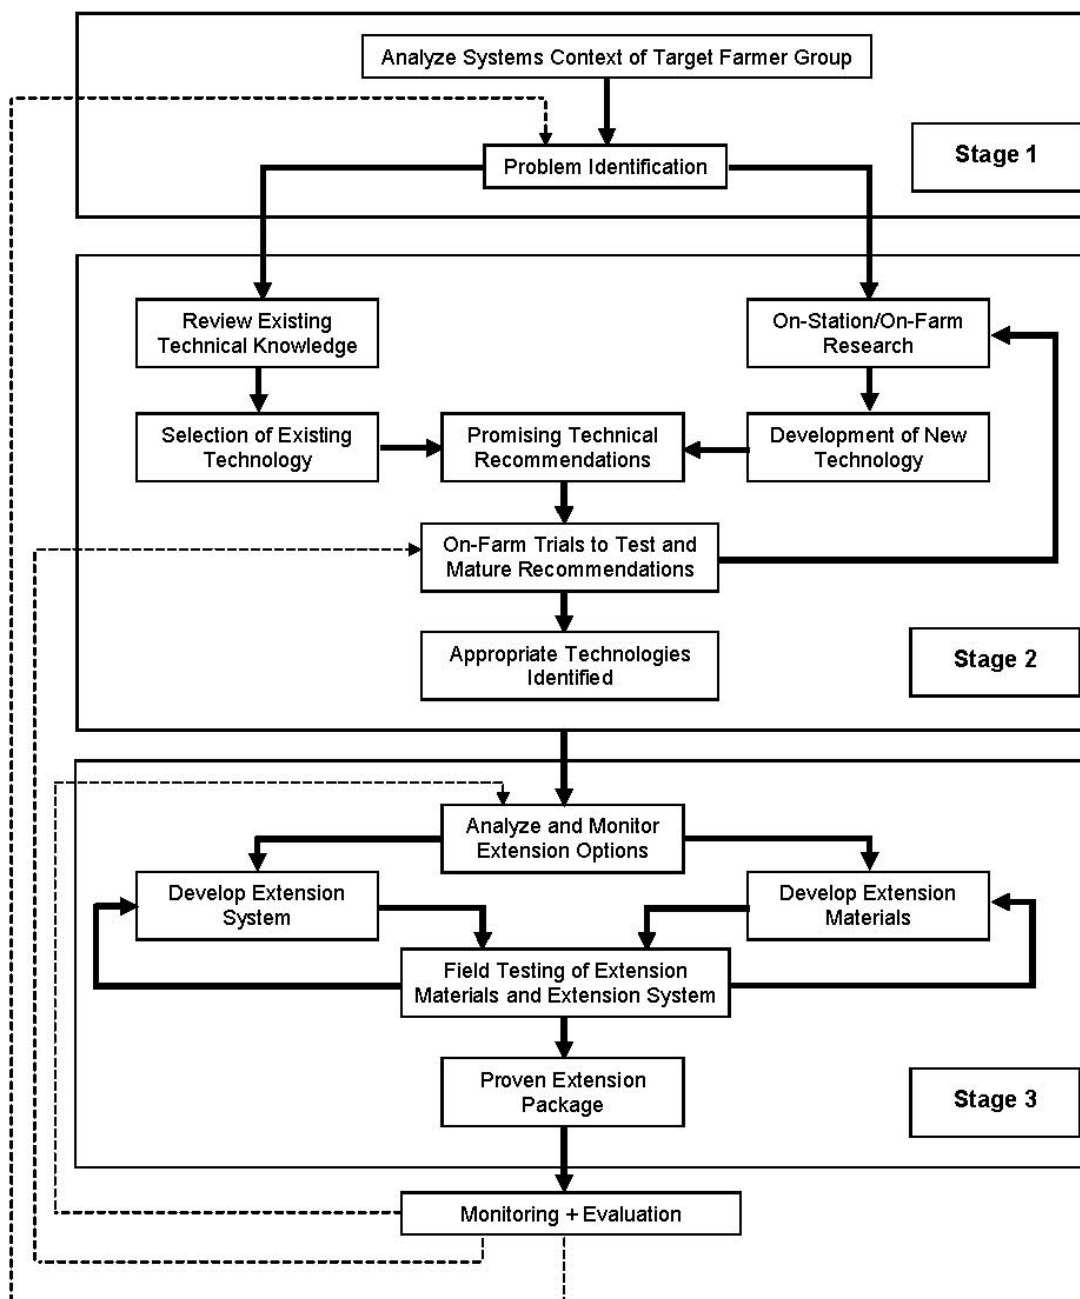 Analyze Systems Context of Target Farmer Group
Stage 1
Problem Identification
Review Existing
Technical Knowledge
On-Station/On-Farm
Research
Selection of Existing
Technology
Promising Technical
Recommendations
Development of New
Technology
On-Farm Trials to Test and
Mature Recommendations
Appropriate Technologies
Identified
Stage 2
Analyze and Monitor
Extension Options
Develop Extension
System
Develop Extension
Materials
Field Testing of Extension
Materials and Extension System
Proven Extension
Package
Stage 3
Monitoring + Evaluation